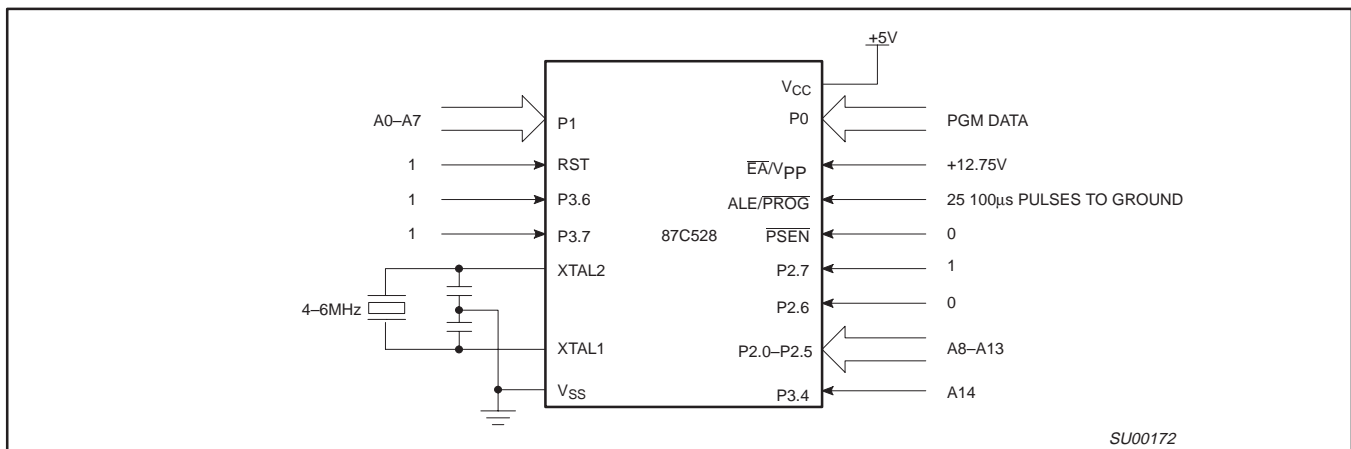 +5V
VCC
A0–A7
P1
P0
PGM DATA
1
RST
EA/VPP
+12.75V
1
P3.6
ALE/PROG
25 100µs PULSES TO GROUND
1
P3.7
87C528
PSEN
0
XTAL2
P2.7
1
4–6MHz
P2.6
0
XTAL1
P2.0–P2.5
A8–A13
VSS
P3.4
A14
SU00172